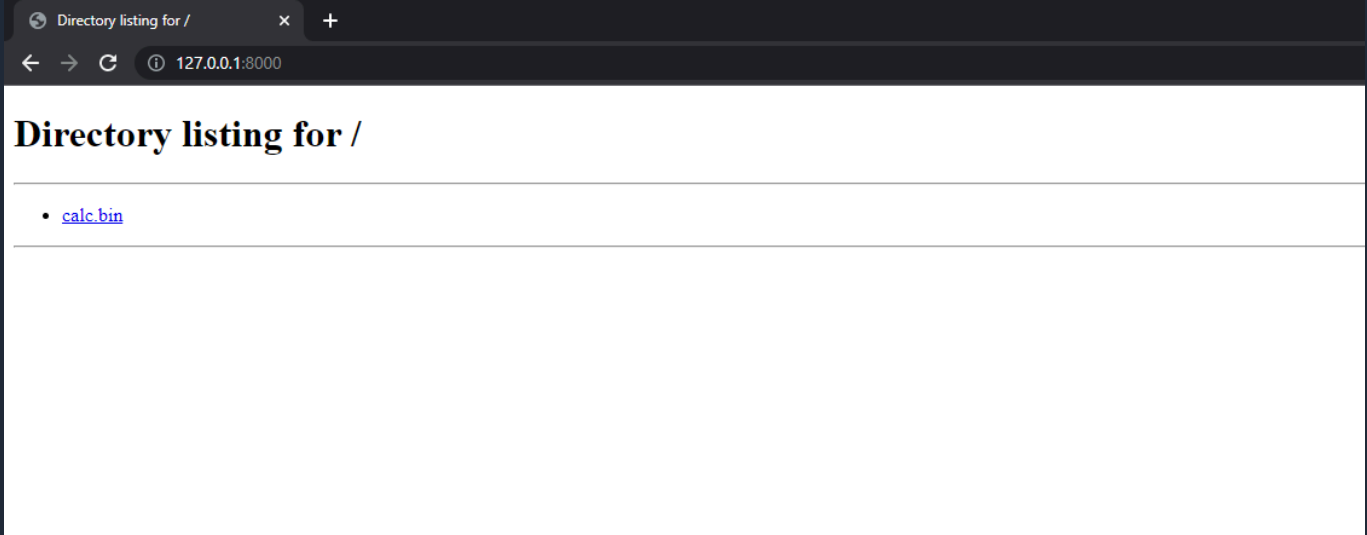 Directory listing for /
127.0.0.1:8000
Directory listing for /
calc.bin